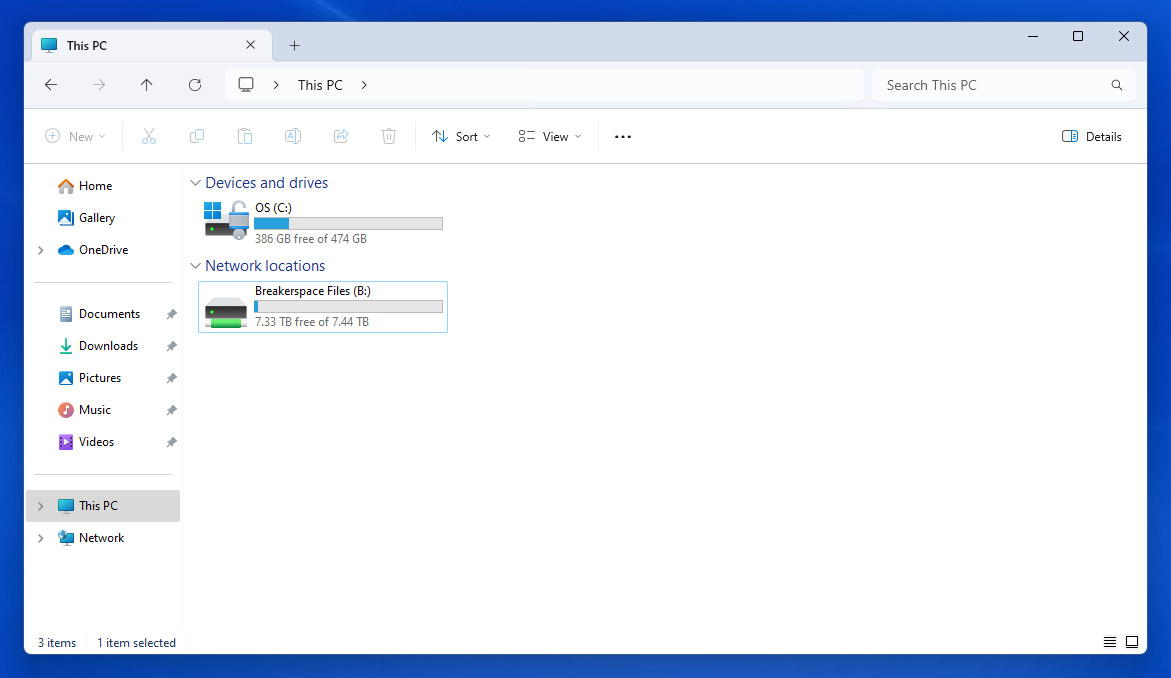 This PC
This PC
Search This PC
New
Sort
View
Details
Home
Gallery
OneDrive
Documents
Downloads
Pictures
Music
Videos
This PC
Network
Devices and drives
OS (C:)
386 GB free of 474 GB
Network locations
Breakerspace Files (B:)
7.33 TB free of 7.44 TB
3 items
1 item selected